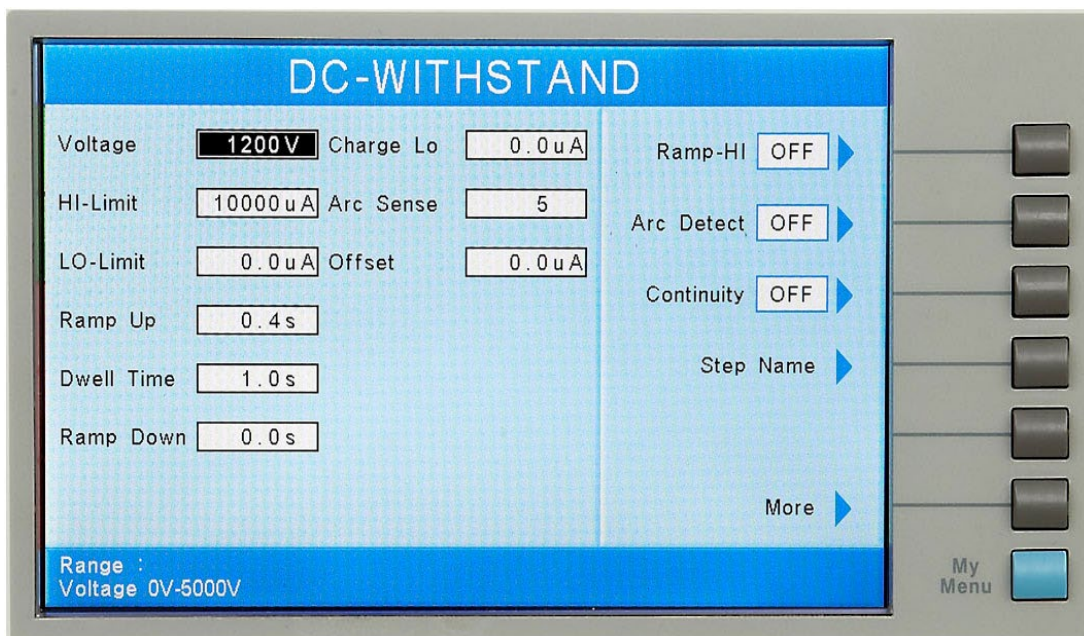 DC-WITHSTAND
Voltage 1200V Charge Lo 0.0uA
HI-Limit 10000uA Arc Sense 5
LO-Limit 0.0uA Offset 0.0uA
Ramp Up 0.4s
Dwell Time 1.0s
Ramp Down 0.0s
Ramp-HI OFF
Arc Detect OFF
Continuity OFF
Step Name
More
Range :
Voltage 0V-5000V
My
Menu